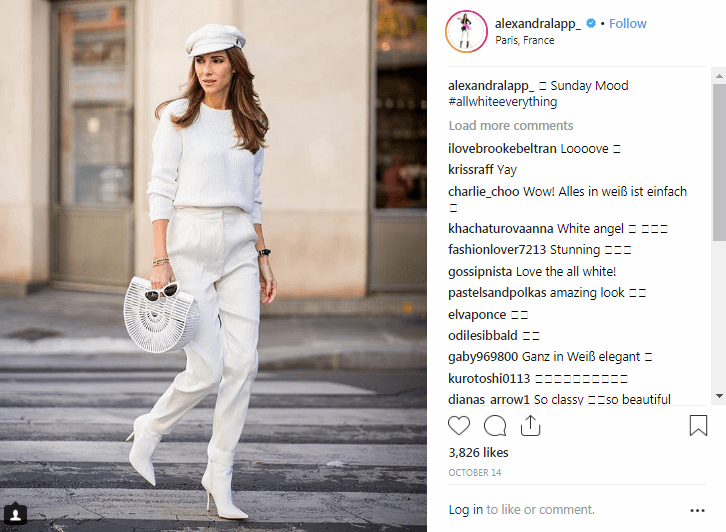 alexandralapp_ • Follow
Paris, France
alexandralapp_ Sunday Mood
#allwhiteeverything
Load more comments
ilovebrookebeltran Loooove
krissraff Yay
charlie_choo Wow! Alles in weiß ist einfach
khachaturovaanna White angel
fashionlover7213 Stunning
gossipnista Love the all white!
pastelsandpolkas amazing look
elvaponce
odilesibbald
gaby969800 Ganz in Weiß elegant
kurotoshi0113
dianas_arrow1 So classy so beautiful
3,826 likes
OCTOBER 14
Log in to like or comment.